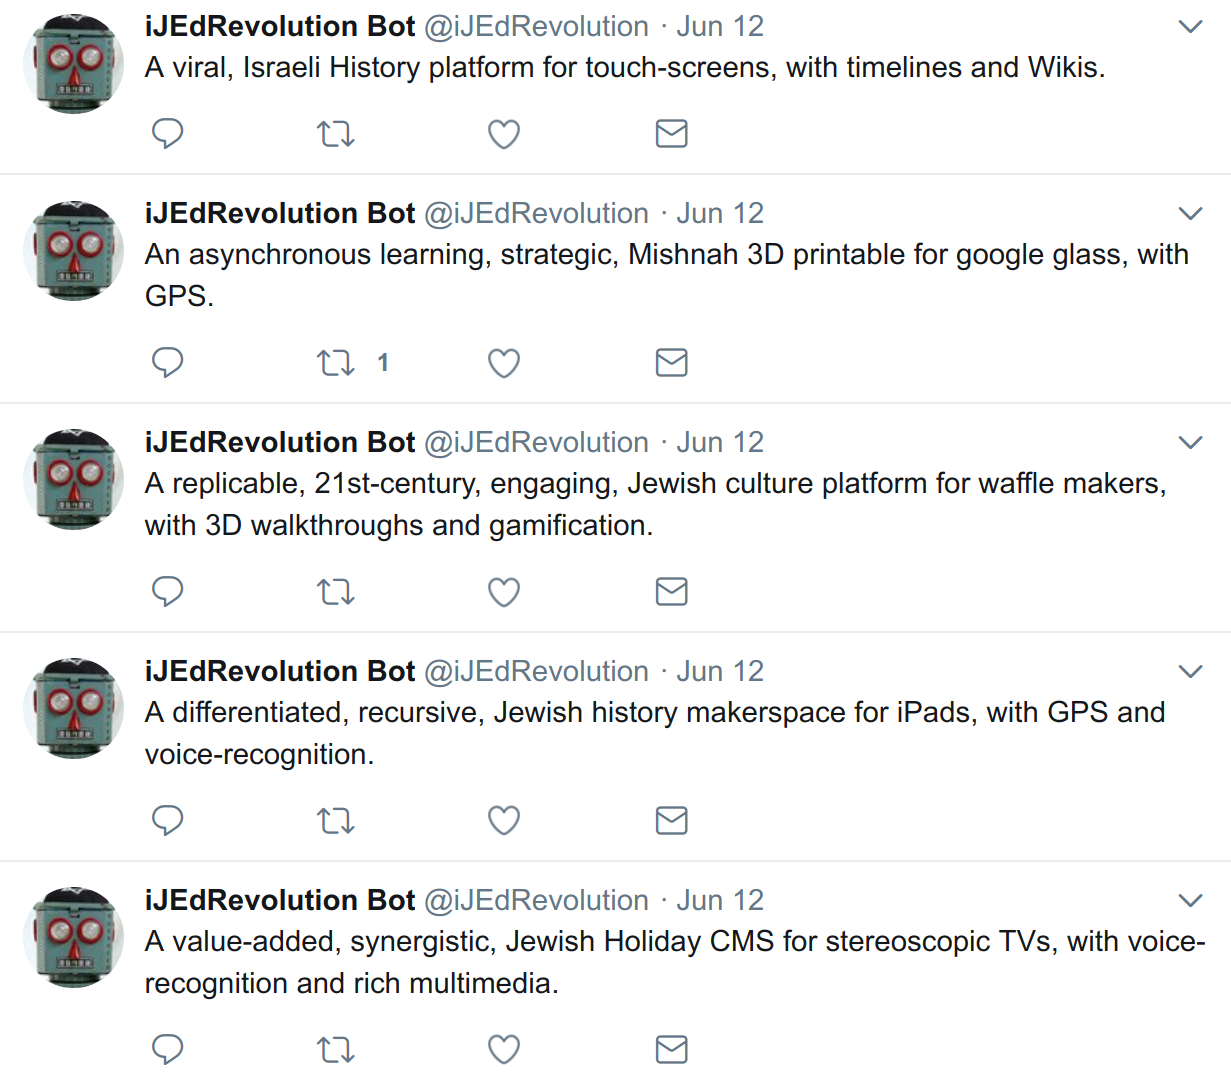 iJEdRevolution Bot @iJEdRevolution · Jun 12
A viral, Israeli History platform for touch-screens, with timelines and Wikis.
iJEdRevolution Bot @iJEdRevolution · Jun 12
An asynchronous learning, strategic, Mishnah 3D printable for google glass, with
GPS.
1
iJEdRevolution Bot @iJEdRevolution · Jun 12
A replicable, 21st-century, engaging, Jewish culture platform for waffle makers,
with 3D walkthroughs and gamification.
iJEdRevolution Bot @iJEdRevolution · Jun 12
A differentiated, recursive, Jewish history makerspace for iPads, with GPS and
voice-recognition.
iJEdRevolution Bot @iJEdRevolution · Jun 12
A value-added, synergistic, Jewish Holiday CMS for stereoscopic TVs, with voice-
recognition and rich multimedia.